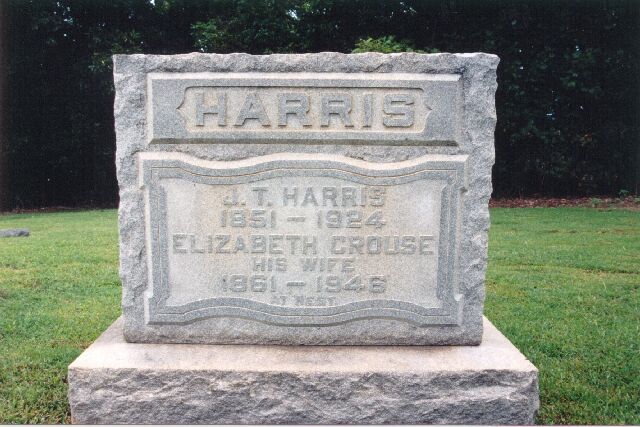 HARRIS
J. T. HARRIS
1851 – 1924
ELIZABETH CROUSE
HIS WIFE
1861 – 1946
AT REST.